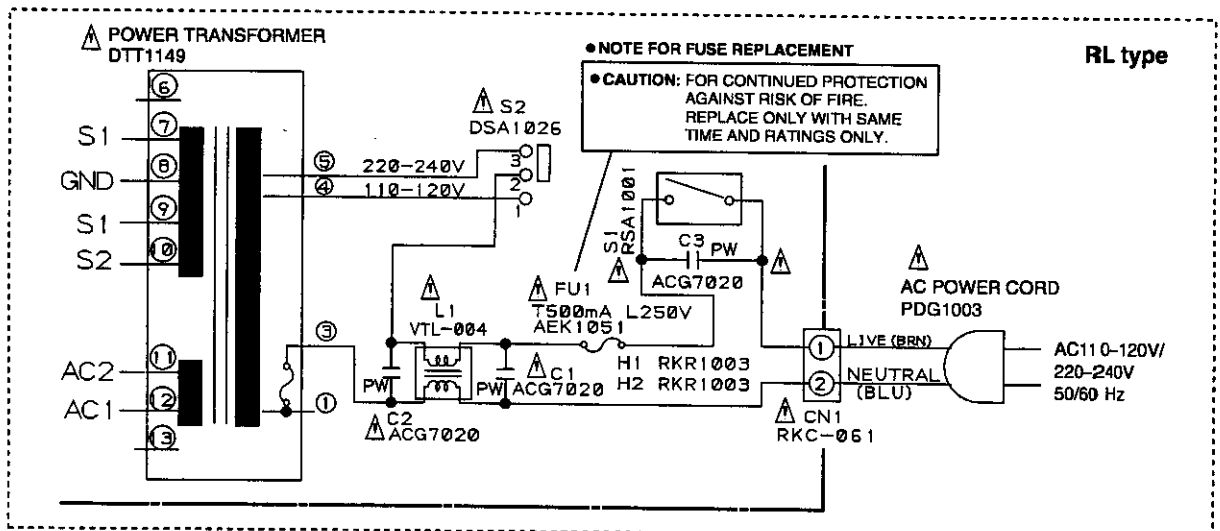 POWER TRANSFORMER
DTT1149
● NOTE FOR FUSE REPLACEMENT
RL type
● CAUTION: FOR CONTINUED PROTECTION
AGAINST RISK OF FIRE.
REPLACE ONLY WITH SAME
TIME AND RATINGS ONLY.
6
7
S1
8
GND
9
S1
10
S2
11
AC2
12
AC1
13
5
220-240V
4
110-120V
3
1
S2
DSA1026
3
2
1
S1
RSA1001
C3
PW
ACG7020
L1
VTL-004
FU1
T500mA L250V
AEK1051
PW
PW
C1
ACG7020
C2
ACG7020
H1 RKR1003
H2 RKR1003
1
LIVE (BRN)
2
NEUTRAL
(BLU)
CN1
RKC-061
AC POWER CORD
PDG1003
AC110-120V/
220-240V
50/60 Hz